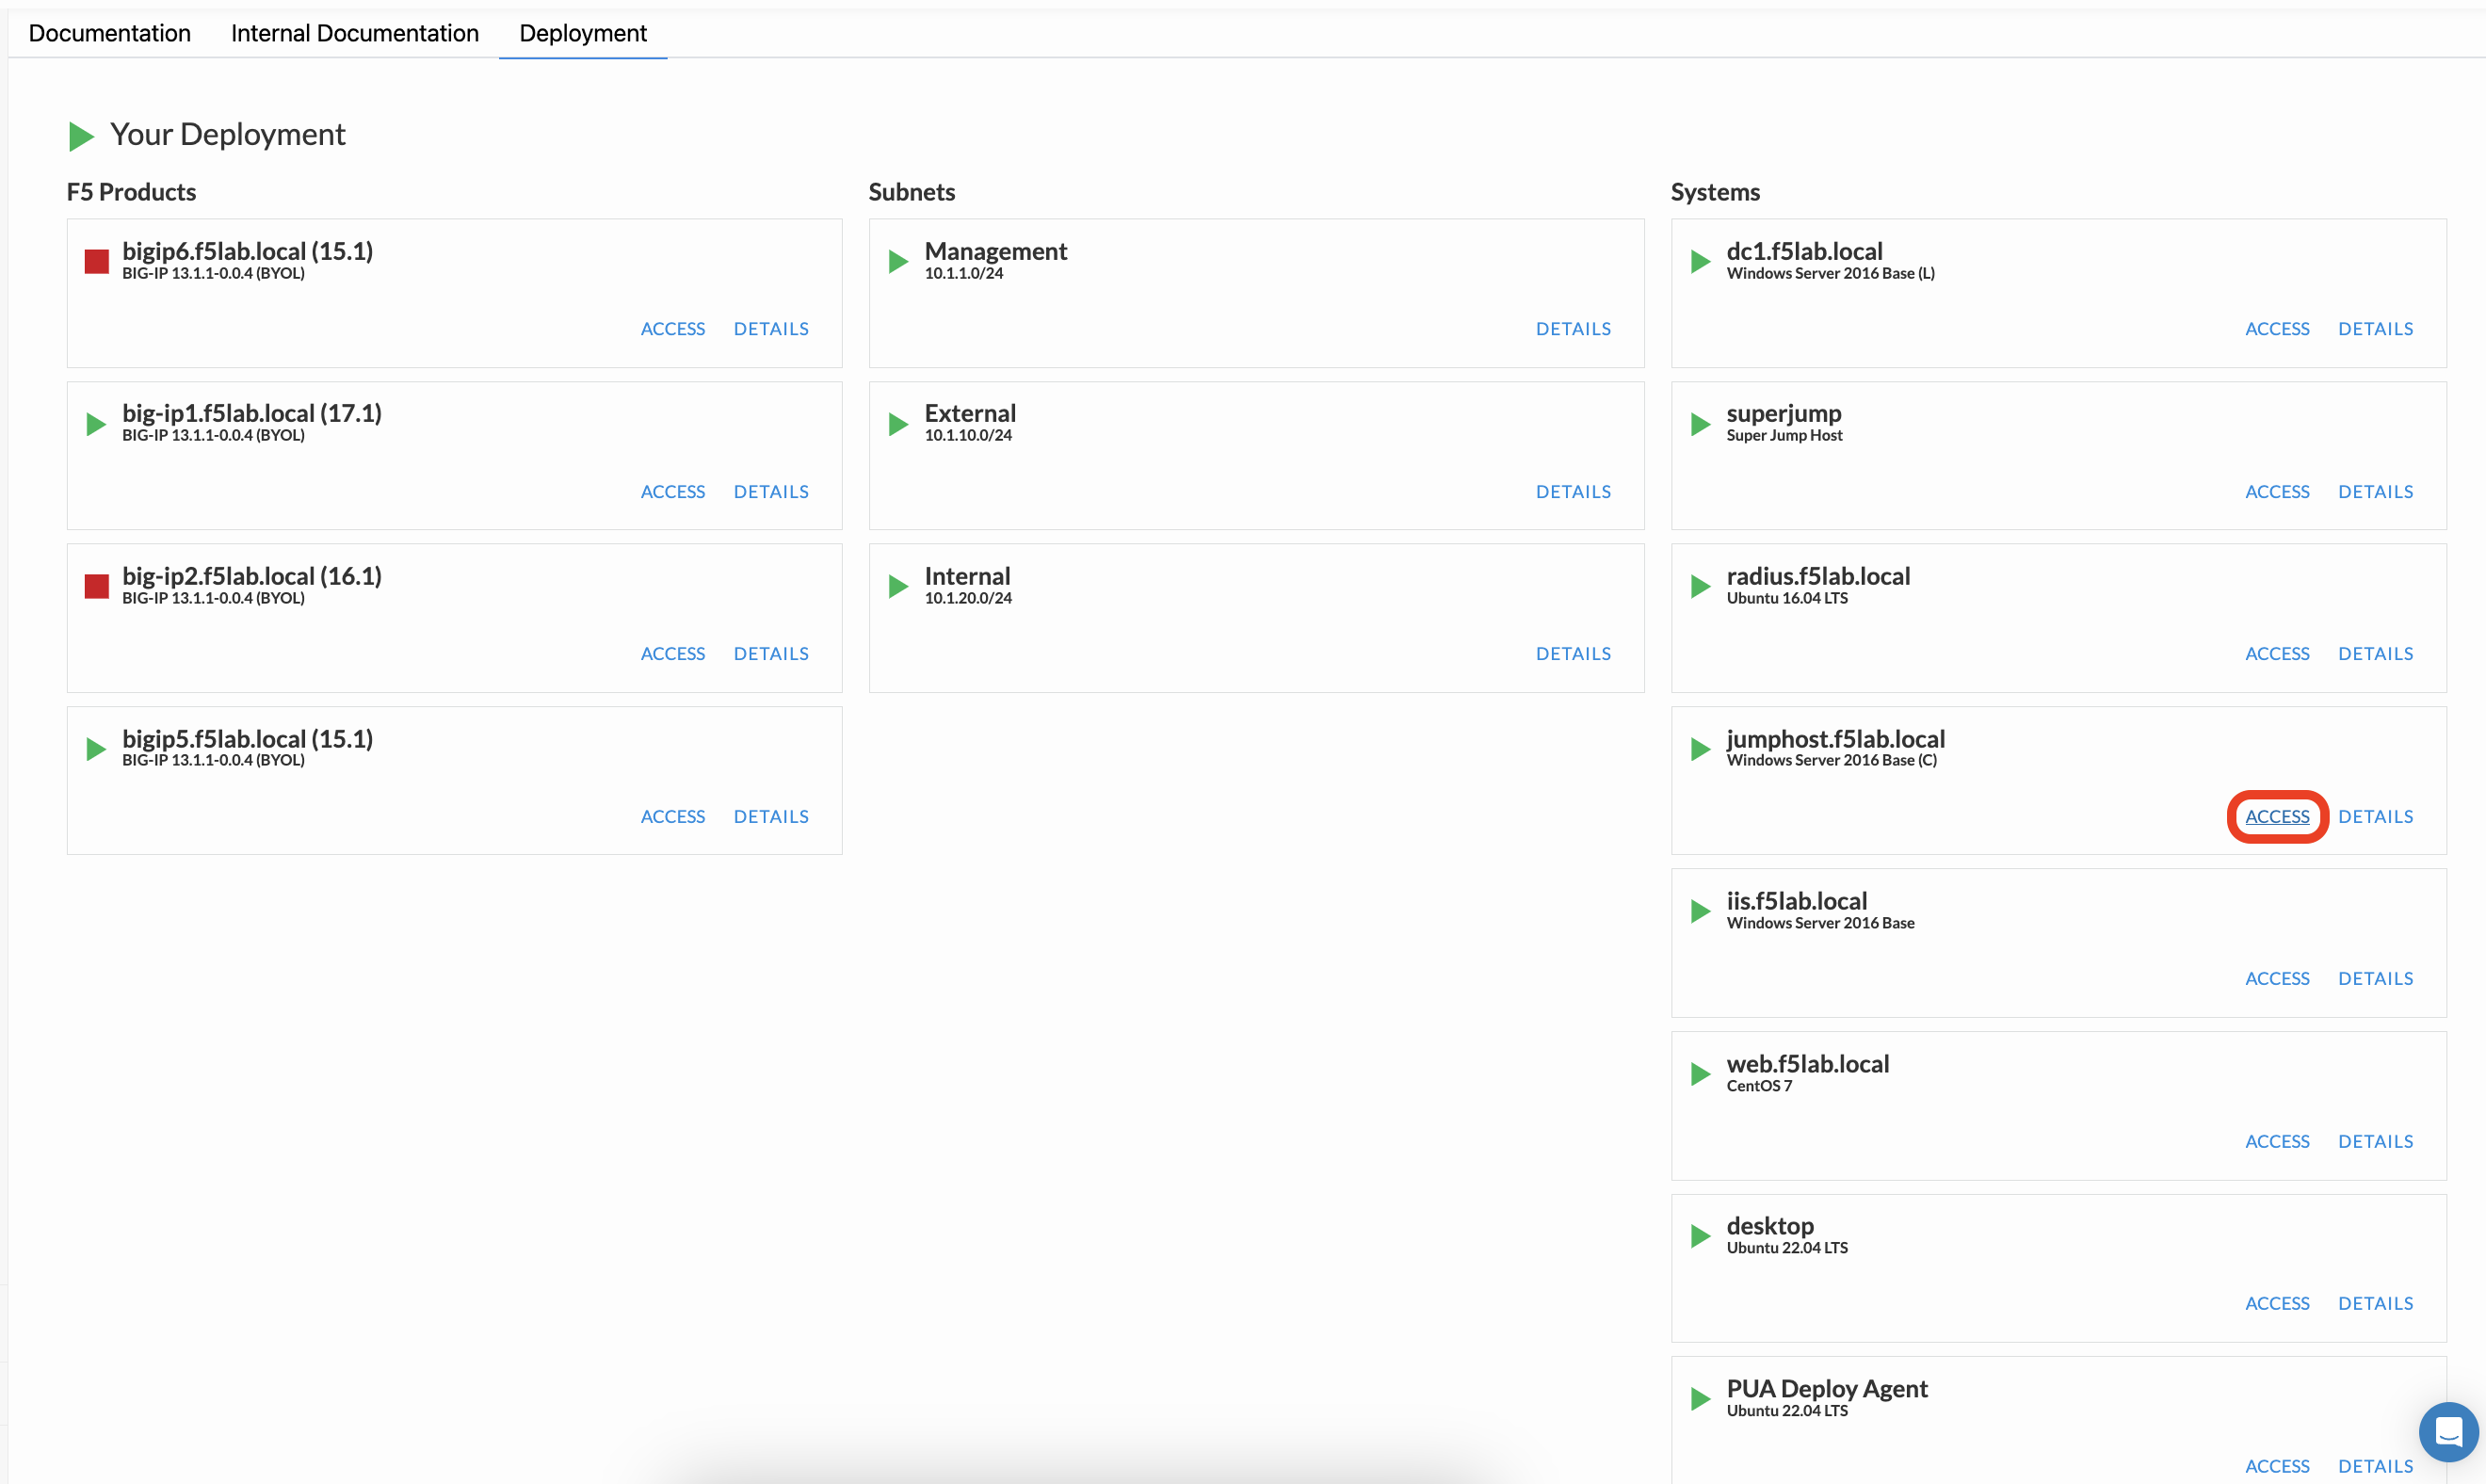 Documentation
Internal Documentation
Deployment
Your Deployment
F5 Products
bigip6.f5lab.local (15.1)
BIG-IP 13.1.1-0.0.4 (BYOL)
ACCESS DETAILS
big-ip1.f5lab.local (17.1)
BIG-IP 13.1.1-0.0.4 (BYOL)
ACCESS DETAILS
big-ip2.f5lab.local (16.1)
BIG-IP 13.1.1-0.0.4 (BYOL)
ACCESS DETAILS
bigip5.f5lab.local (15.1)
BIG-IP 13.1.1-0.0.4 (BYOL)
ACCESS DETAILS
Subnets
Management
10.1.1.0/24
DETAILS
External
10.1.10.0/24
DETAILS
Internal
10.1.20.0/24
DETAILS
Systems
dc1.f5lab.local
Windows Server 2016 Base (L)
ACCESS DETAILS
superjump
Super Jump Host
ACCESS DETAILS
radius.f5lab.local
Ubuntu 16.04 LTS
ACCESS DETAILS
jumphost.f5lab.local
Windows Server 2016 Base (C)
ACCESS DETAILS
iis.f5lab.local
Windows Server 2016 Base
ACCESS DETAILS
web.f5lab.local
CentOS 7
ACCESS DETAILS
desktop
Ubuntu 22.04 LTS
ACCESS DETAILS
PUA Deploy Agent
Ubuntu 22.04 LTS
ACCESS DETAILS